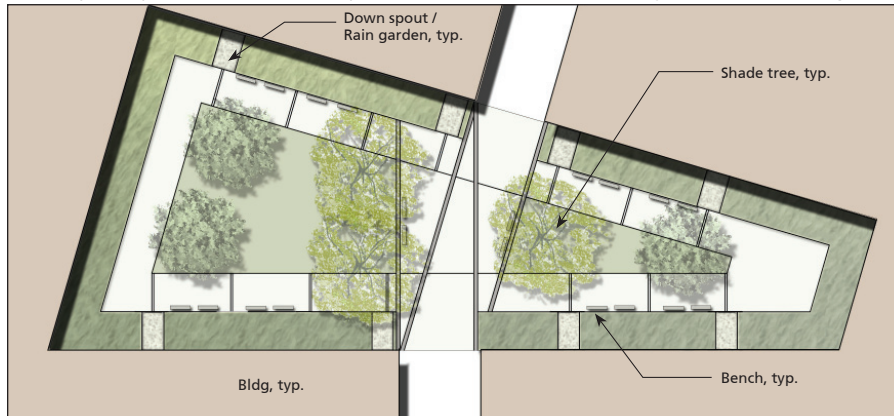 Down spout /
Rain garden, typ.
Shade tree, typ.
Bldg, typ.
Bench, typ.